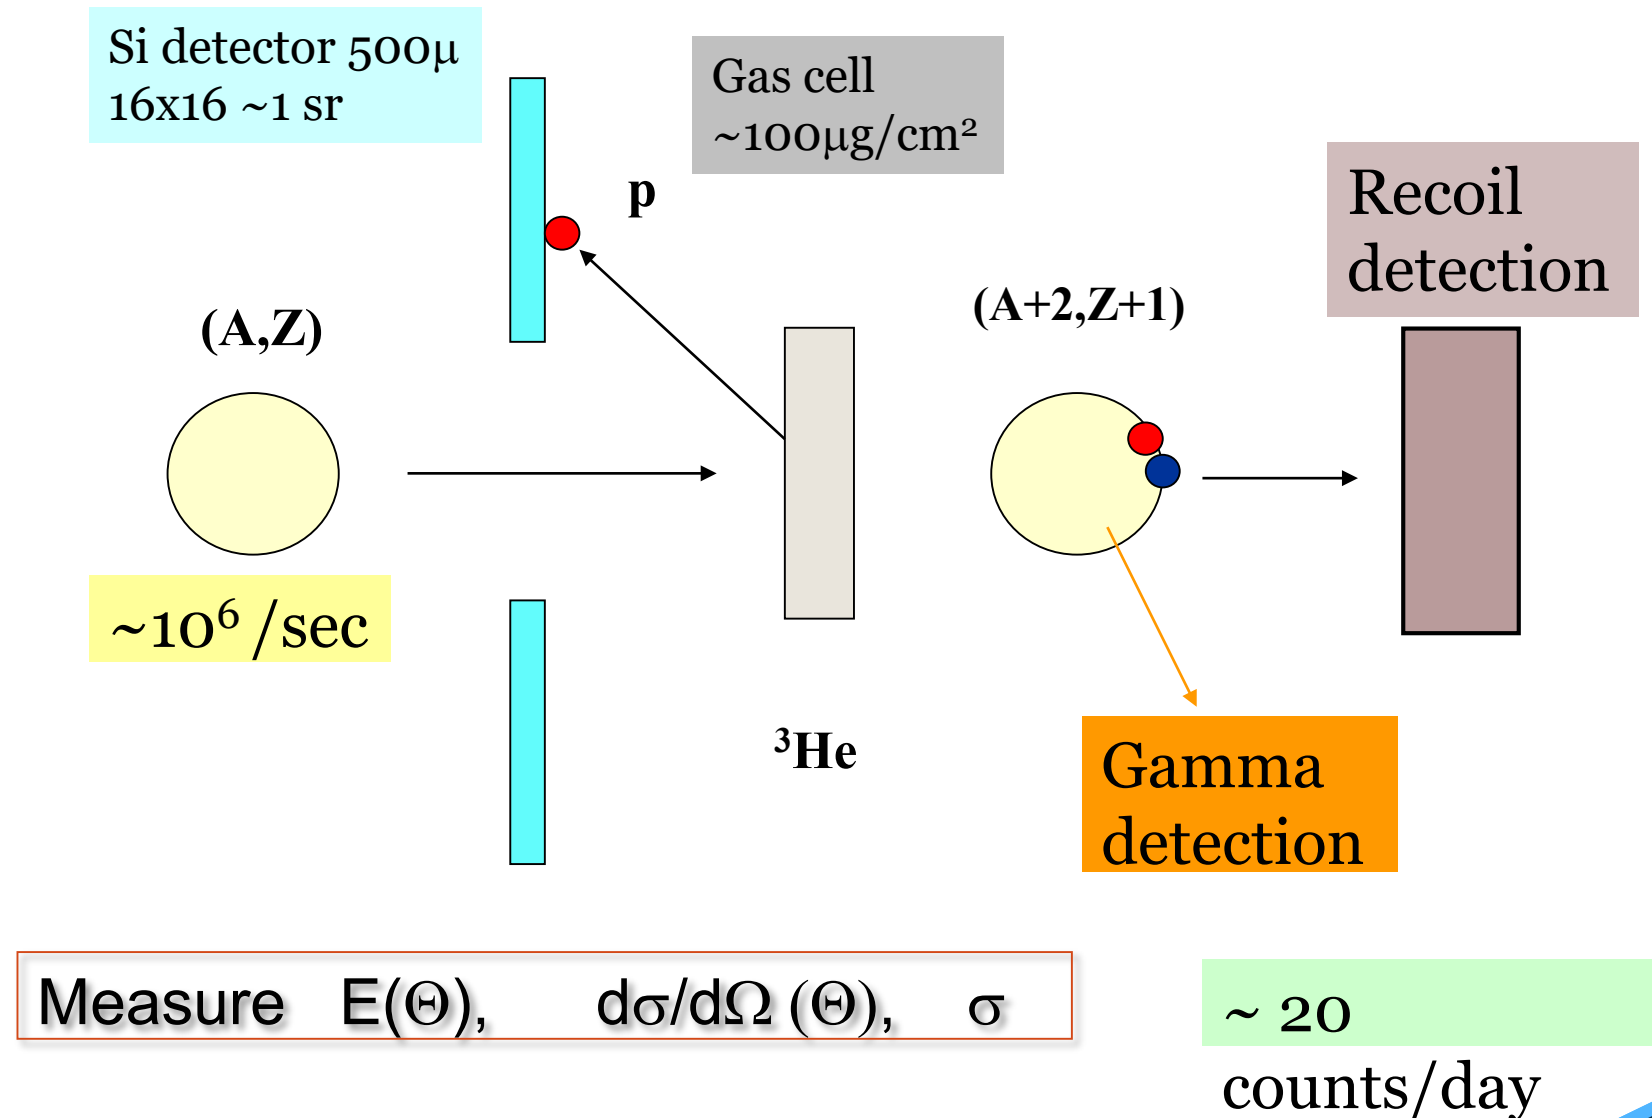 Si detector 500μ
16x16 ~1 sr
Gas cell
~100μg/cm²
p
Recoil
detection
(A,Z)
(A+2,Z+1)
~10⁶ /sec
³He
Gamma
detection
Measure E(Θ), dσ/dΩ (Θ), σ
~ 20
counts/day